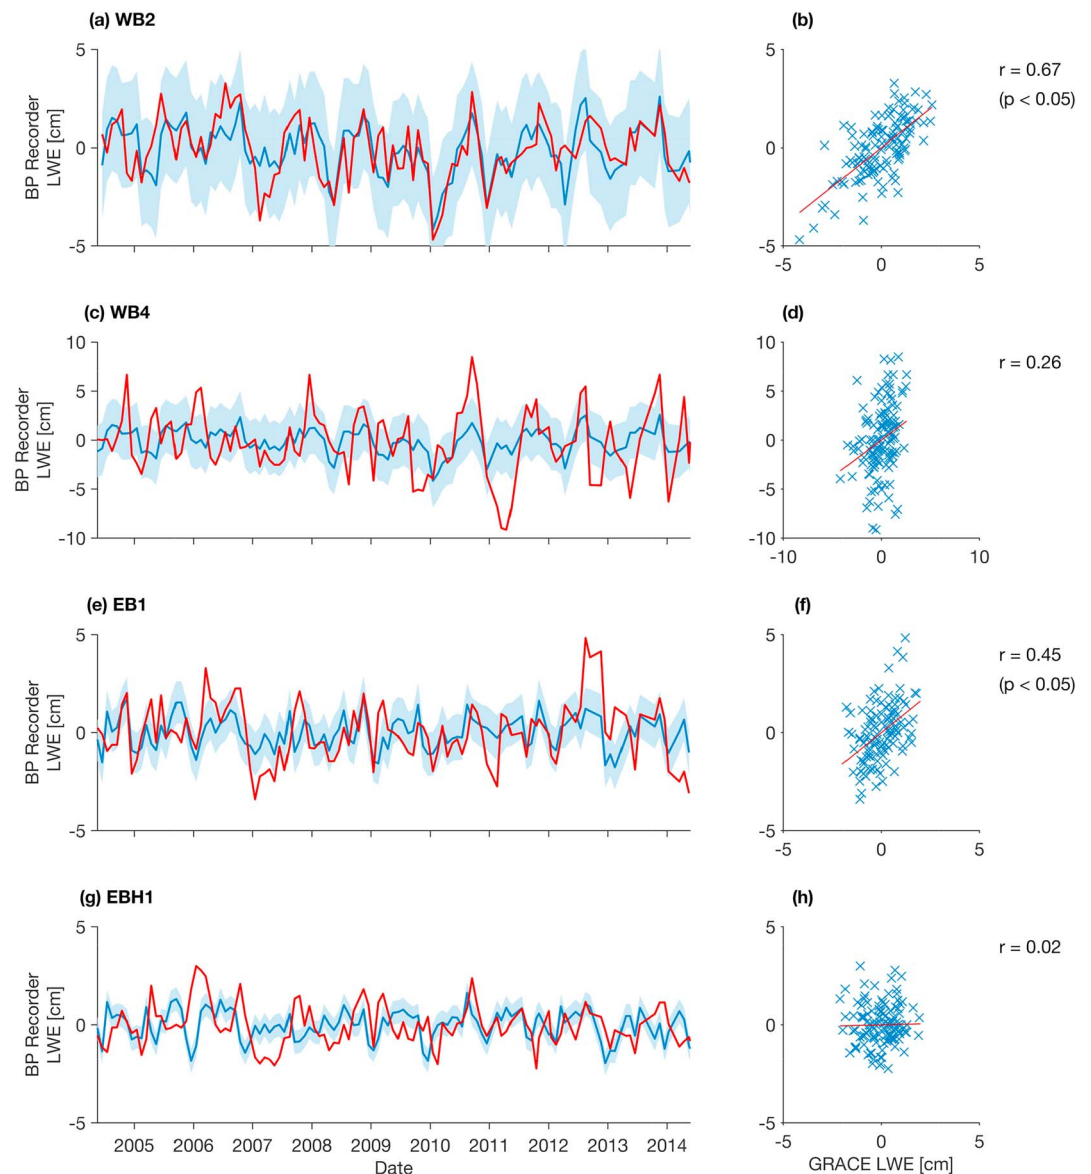 (a) WB2
(b)
5
0
-5
BP Recorder
LWE [cm]
5
0
-5
-5 0 5
r = 0.67
(p < 0.05)
(c) WB4
(d)
10
5
0
-5
-10
BP Recorder
LWE [cm]
10
5
0
-5
-10
-10 0 10
r = 0.26
(e) EB1
(f)
5
0
-5
BP Recorder
LWE [cm]
5
0
-5
-5 0 5
r = 0.45
(p < 0.05)
(g) EBH1
(h)
5
0
-5
BP Recorder
LWE [cm]
2005 2006 2007 2008 2009 2010 2011 2012 2013 2014
Date
5
0
-5
-5 0 5
GRACE LWE [cm]
r = 0.02